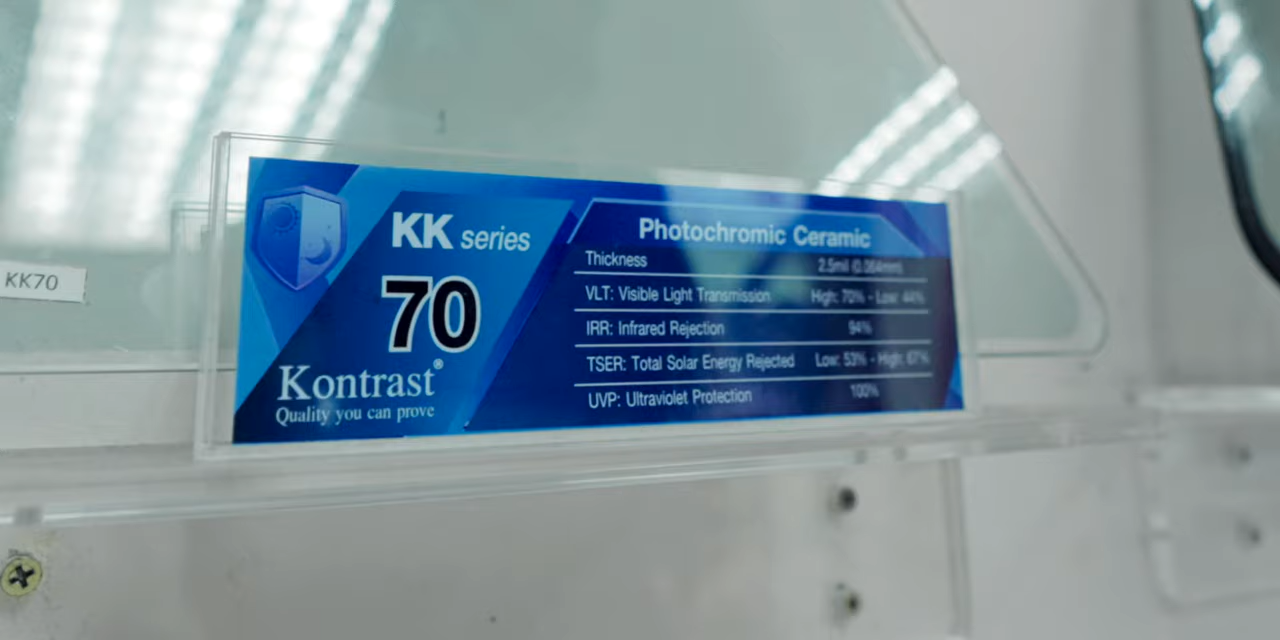 KK70
KK series
70
Kontrast®
Quality you can prove
Photochromic Ceramic
Thickness 2.5mil (0.064mm)
VLT: Visible Light Transmission High: 70% - Low: 44%
IRR: Infrared Rejection 94%
TSER: Total Solar Energy Rejected Low: 53% - High: 67%
UVP: Ultraviolet Protection 100%